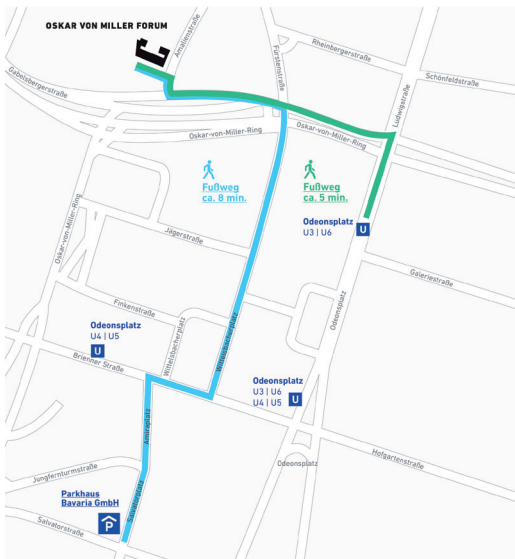 OSKAR VON MILLER FORUM
Amalienstraße
Fürstenstraße
Rheinbergerstraße
Schönfeldstraße
Gabelsbergerstraße
Ludwigstraße
Oskar-von-Miller-Ring
Oskar-von-Miller-Ring
Fußweg
ca. 8 min.
Fußweg
ca. 5 min.
Oskar-von-Miller-Ring
Odeonsplatz
U3 | U6
U
Jägerstraße
Galeriestraße
Finkenstraße
Odeonsplatz
Odeonsplatz
U4 | U5
U
Wittelsbacherplatz
Wittelsbacherplatz
Brienner Straße
Odeonsplatz
U3 | U6
U4 | U5
U
Amiraplatz
Hofgartenstraße
Odeonsplatz
Jungfernturmstraße
Parkhaus
Bavaria GmbH
P
Salvatorplatz
Salvatorstraße